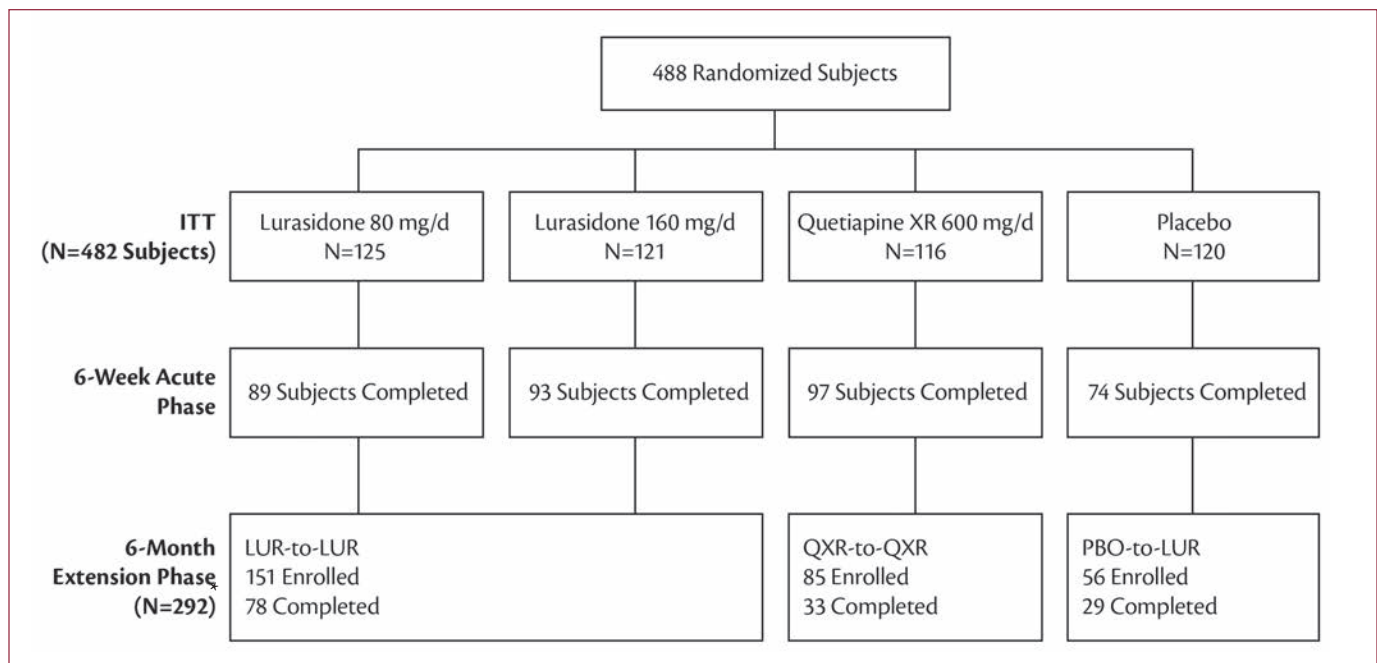 488 Randomized Subjects
ITT
(N=482 Subjects)
Lurasidone 80 mg/d
N=125
Lurasidone 160 mg/d
N=121
Quetiapine XR 600 mg/d
N=116
Placebo
N=120
6-Week Acute
Phase
89 Subjects Completed
93 Subjects Completed
97 Subjects Completed
74 Subjects Completed
6-Month
Extension Phase*
(N=292)
LUR-to-LUR
151 Enrolled
78 Completed
QXR-to-QXR
85 Enrolled
33 Completed
PBO-to-LUR
56 Enrolled
29 Completed